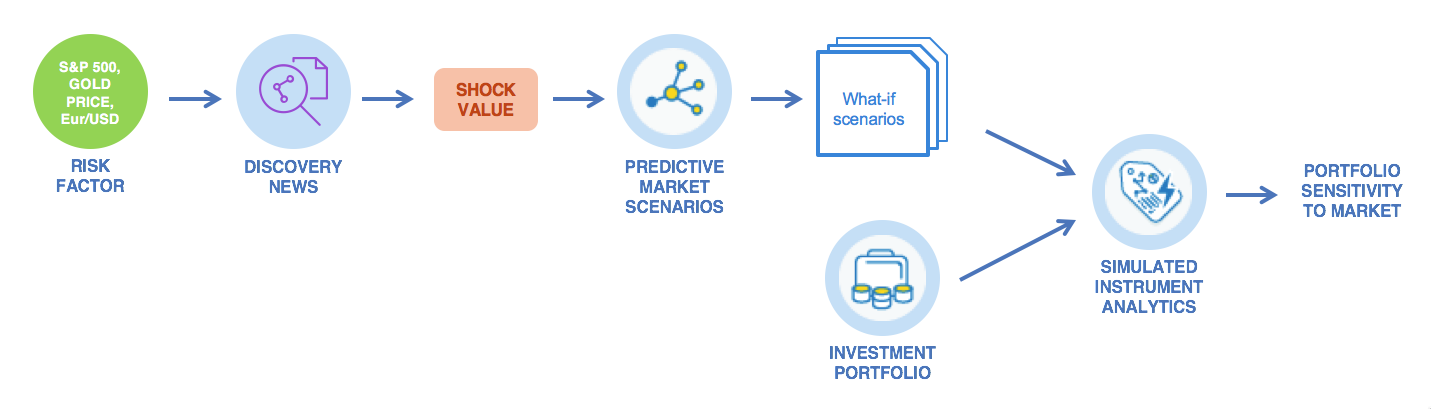 S&P 500,
GOLD
PRICE,
Eur/USD
RISK
FACTOR
DISCOVERY
NEWS
SHOCK
VALUE
PREDICTIVE
MARKET
SCENARIOS
What-if
scenarios
INVESTMENT
PORTFOLIO
SIMULATED
INSTRUMENT
ANALYTICS
PORTFOLIO
SENSITIVITY
TO MARKET